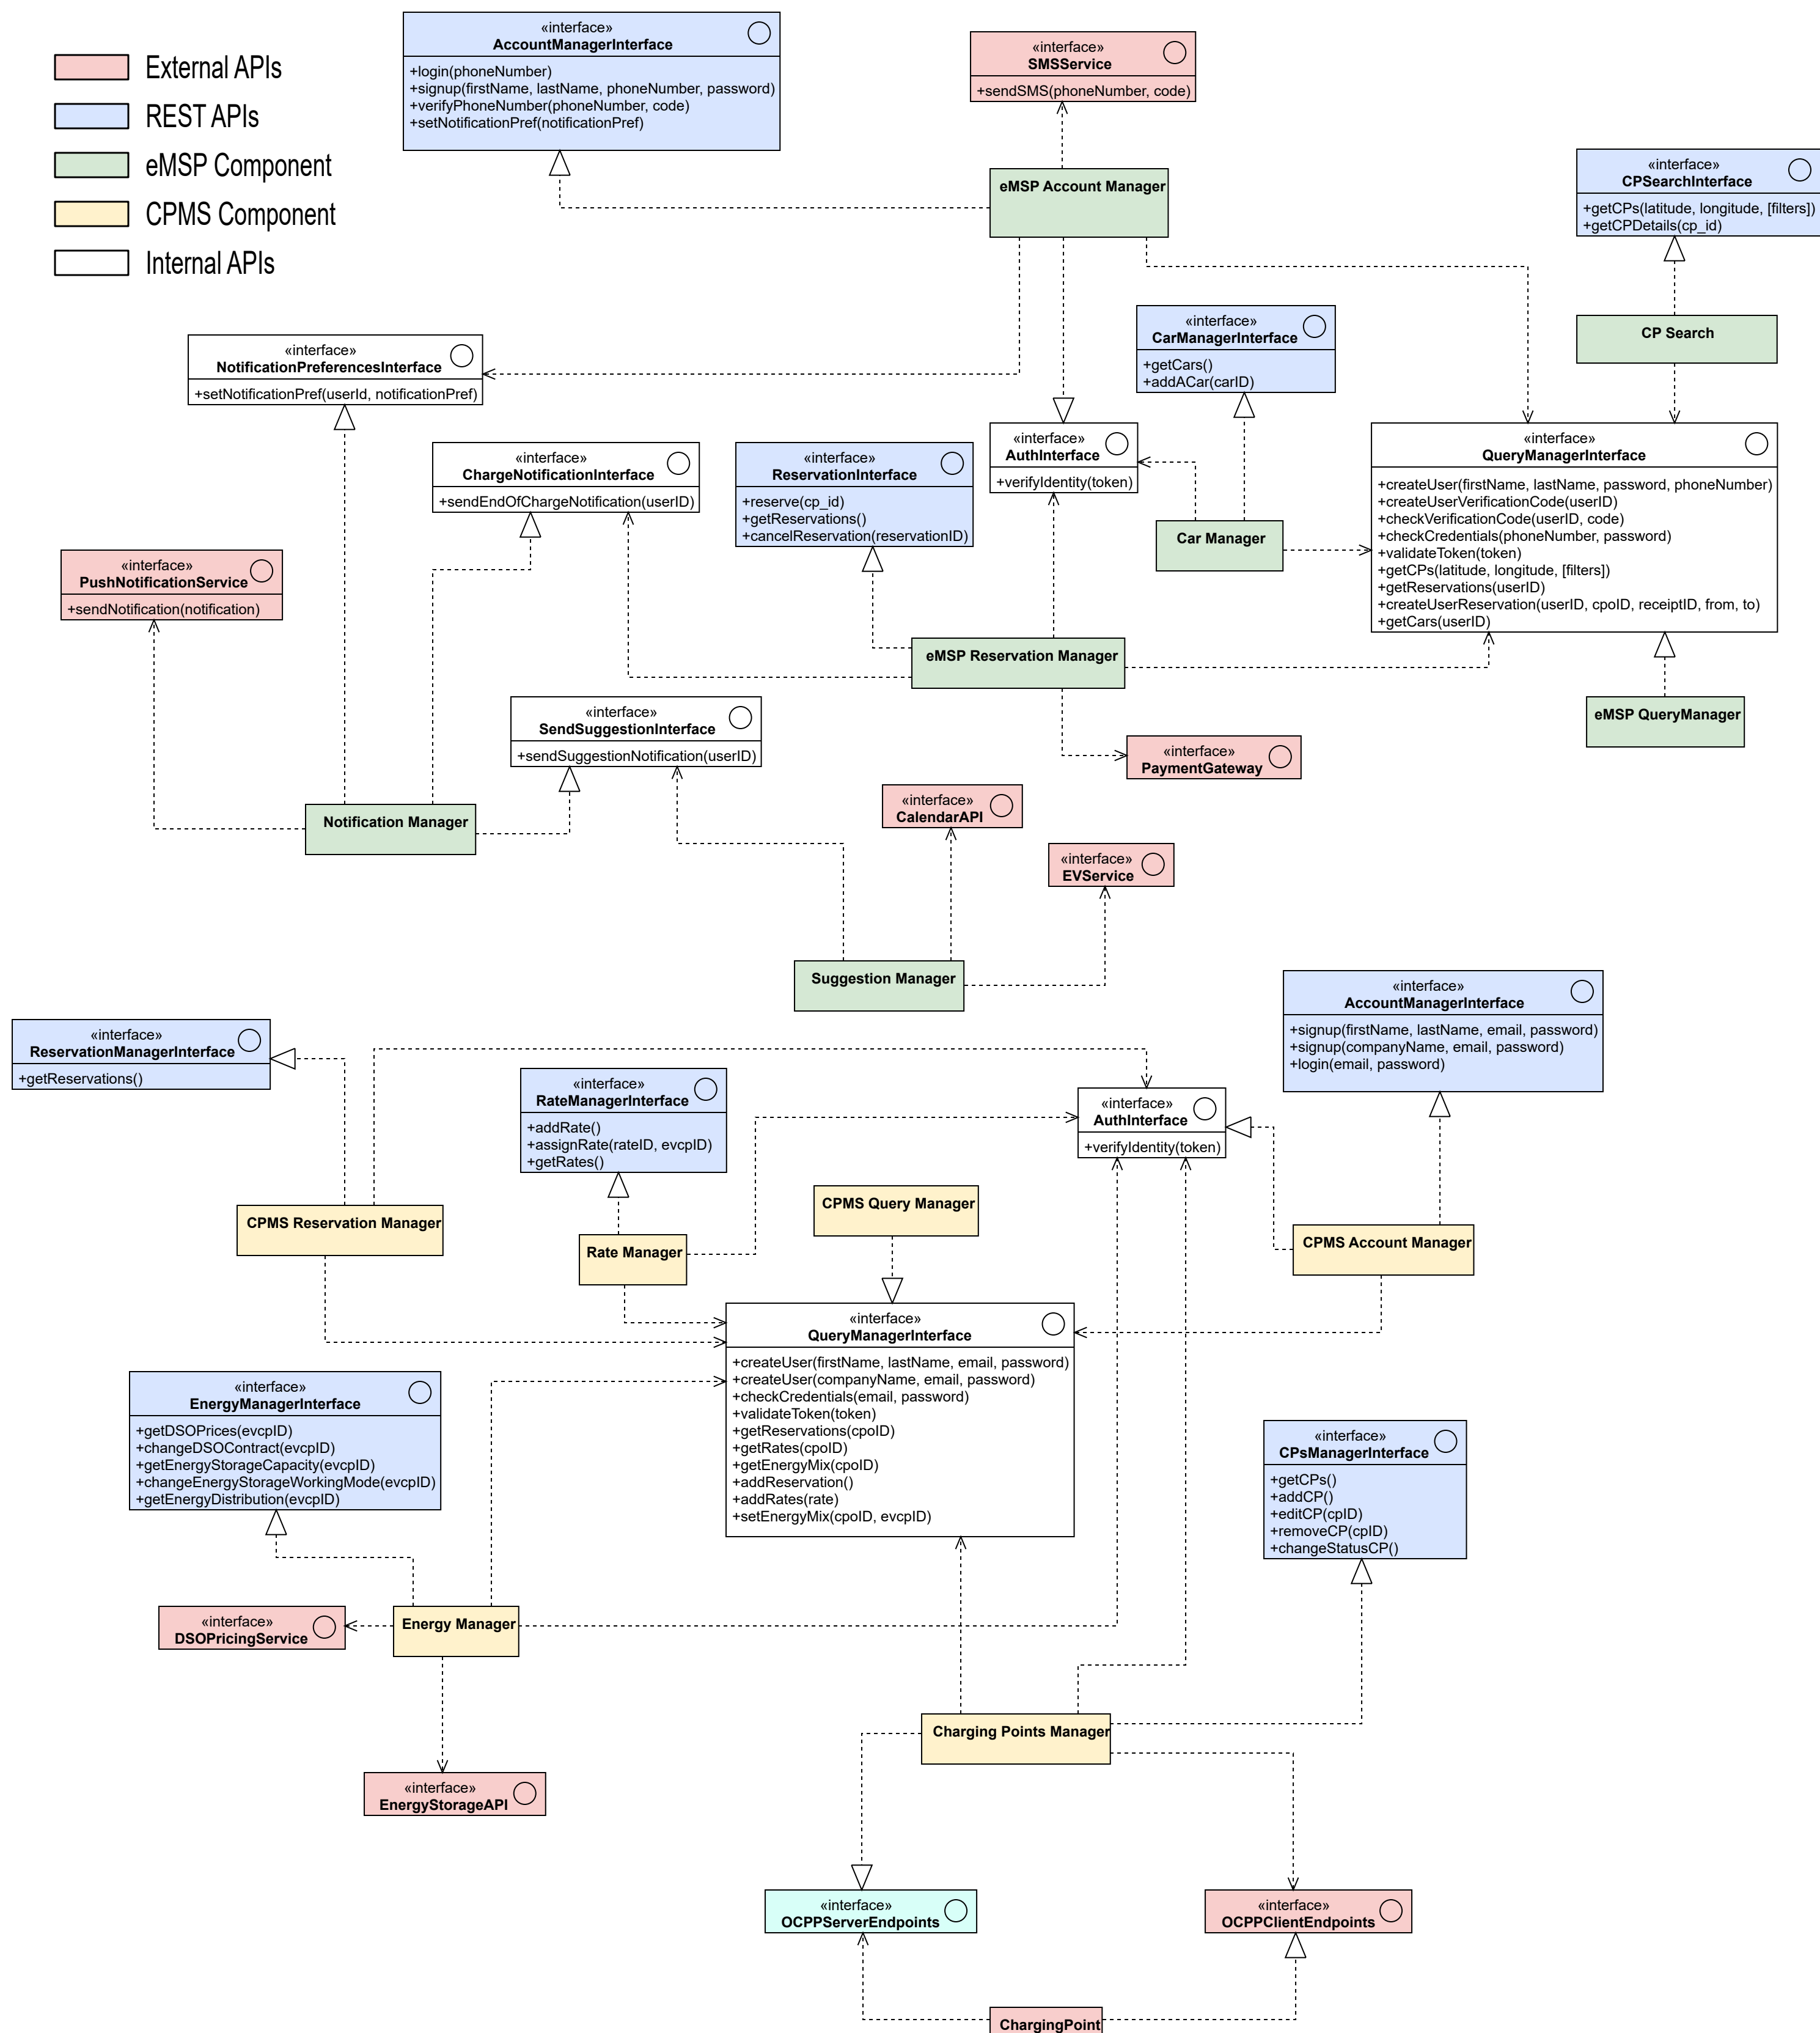 External APIs
REST APIs
eMSP Component
CPMS Component
Internal APIs
«interface»
AccountManagerInterface
+login(phoneNumber)
+signup(firstName, lastName, phoneNumber, password)
+verifyPhoneNumber(phoneNumber, code)
+setNotificationPref(notificationPref)
«interface»
SMSService
+sendSMS(phoneNumber, code)
eMSP Account Manager
«interface»
CPSearchInterface
+getCPs(latitude, longitude, [filters])
+getCPDetails(cp_id)
CP Search
«interface»
CarManagerInterface
+getCars()
+addACar(carID)
«interface»
NotificationPreferencesInterface
+setNotificationPref(userId, notificationPref)
«interface»
ChargeNotificationInterface
+sendEndOfChargeNotification(userID)
«interface»
ReservationInterface
+reserve(cp_id)
+getReservations()
+cancelReservation(reservationID)
«interface»
AuthInterface
+verifyIdentity(token)
Car Manager
«interface»
QueryManagerInterface
+createUser(firstName, lastName, password, phoneNumber)
+createUserVerificationCode(userID)
+checkVerificationCode(userID, code)
+checkCredentials(phoneNumber, password)
+validateToken(token)
+getCPs(latitude, longitude, [filters])
+getReservations(userID)
+createUserReservation(userID, cpoID, receiptID, from, to)
+getCars(userID)
«interface»
PushNotificationService
+sendNotification(notification)
eMSP Reservation Manager
eMSP QueryManager
«interface»
SendSuggestionInterface
+sendSuggestionNotification(userID)
«interface»
PaymentGateway
Notification Manager
«interface»
CalendarAPI
«interface»
EVService
Suggestion Manager
«interface»
AccountManagerInterface
+signup(firstName, lastName, email, password)
+signup(companyName, email, password)
+login(email, password)
«interface»
ReservationManagerInterface
+getReservations()
«interface»
RateManagerInterface
+addRate()
+assignRate(rateID, evcpID)
+getRates()
«interface»
AuthInterface
+verifyIdentity(token)
CPMS Reservation Manager
Rate Manager
CPMS Query Manager
CPMS Account Manager
«interface»
QueryManagerInterface
+createUser(firstName, lastName, email, password)
+createUser(companyName, email, password)
+checkCredentials(email, password)
+validateToken(token)
+getReservations(cpoID)
+getRates(cpoID)
+getEnergyMix(cpoID)
+addReservation()
+addRates(rate)
+setEnergyMix(cpoID, evcpID)
«interface»
EnergyManagerInterface
+getDSOPrices(evcpID)
+changeDSOContract(evcpID)
+getEnergyStorageCapacity(evcpID)
+changeEnergyStorageWorkingMode(evcpID)
+getEnergyDistribution(evcpID)
«interface»
CPsManagerInterface
+getCPs()
+addCP()
+editCP(cpID)
+removeCP(cpID)
+changeStatusCP()
«interface»
DSOPricingService
Energy Manager
Charging Points Manager
«interface»
EnergyStorageAPI
«interface»
OCPPServerEndpoints
«interface»
OCPPClientEndpoints
ChargingPoint